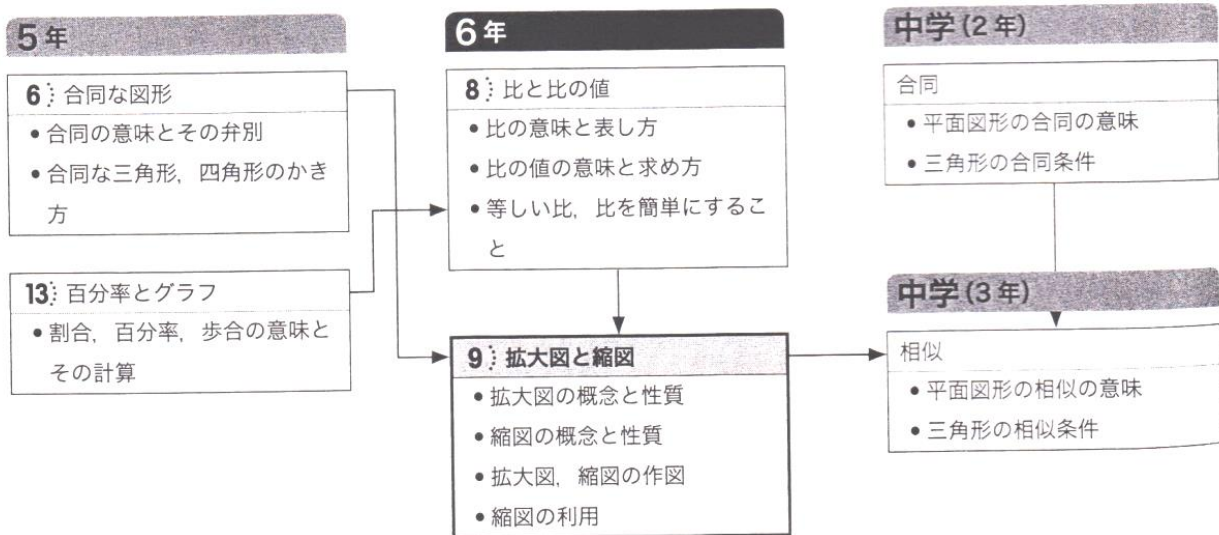 5年
6 合同な図形
• 合同の意味とその弁別
• 合同な三角形，四角形のかき
方
13 百分率とグラフ
• 割合，百分率，歩合の意味と
その計算
6年
8 比と比の値
• 比の意味と表し方
• 比の値の意味と求め方
• 等しい比，比を簡単にするこ
と
9 拡大図と縮図
• 拡大図の概念と性質
• 縮図の概念と性質
• 拡大図，縮図の作図
• 縮図の利用
中学(2年)
合同
• 平面図形の合同の意味
• 三角形の合同条件
中学(3年)
相似
• 平面図形の相似の意味
• 三角形の相似条件